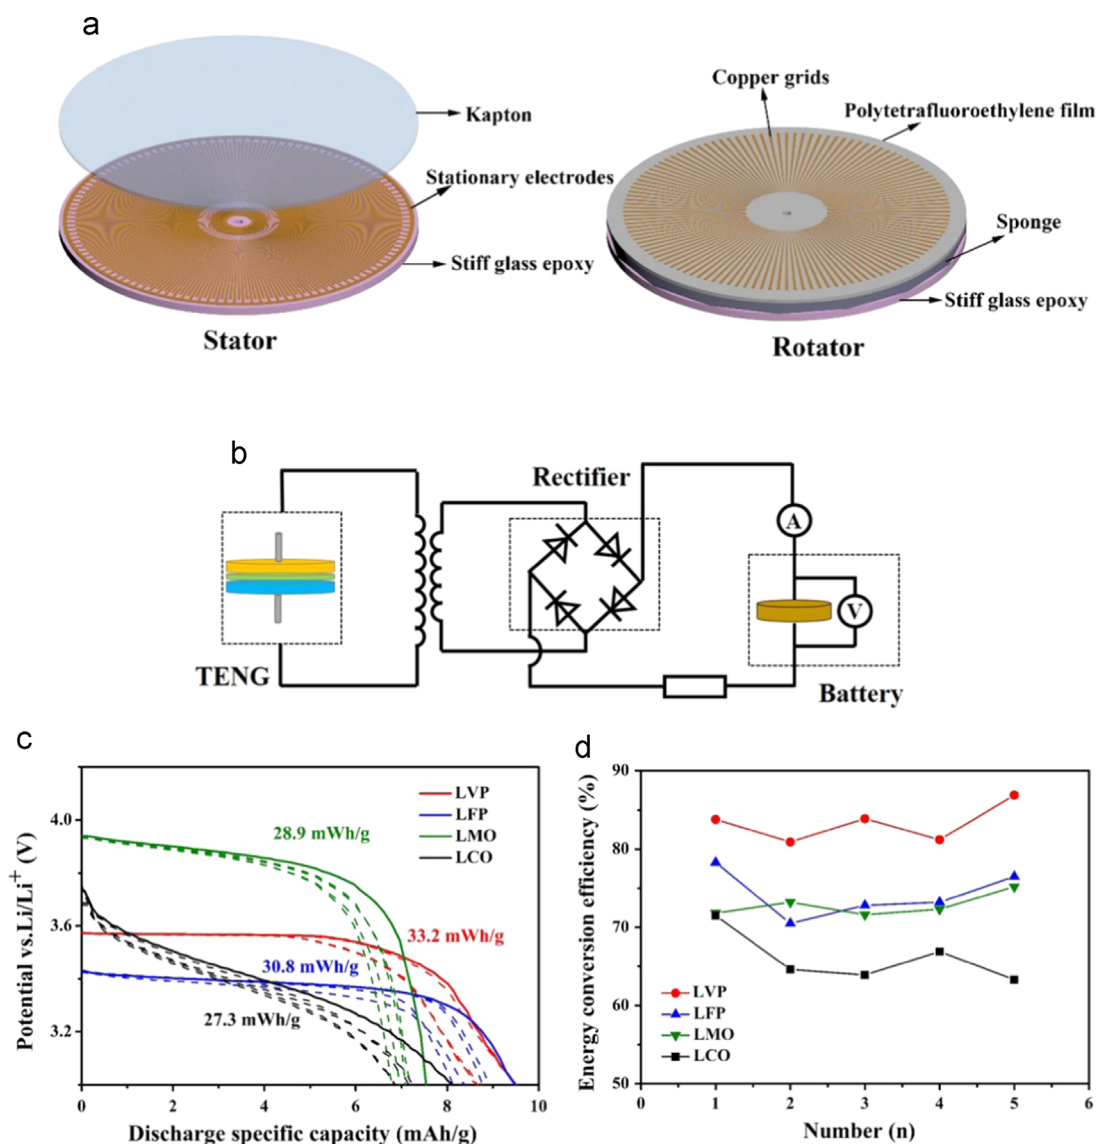 a
Kapton
Stationary electrodes
Stiff glass epoxy
Stator
Copper grids
Polytetrafluoroethylene film
Sponge
Stiff glass epoxy
Rotator
b
Rectifier
A
V
TENG
Battery
c
Potential vs.Li/Li+ (V)
4.0
3.6
3.2
LVP
LFP
LMO
LCO
28.9 mWh/g
33.2 mWh/g
30.8 mWh/g
27.3 mWh/g
0 2 4 6 8 10
Discharge specific capacity (mAh/g)
d
Energy conversion efficiency (%)
90
80
70
60
50
LVP
LFP
LMO
LCO
0 1 2 3 4 5 6
Number (n)